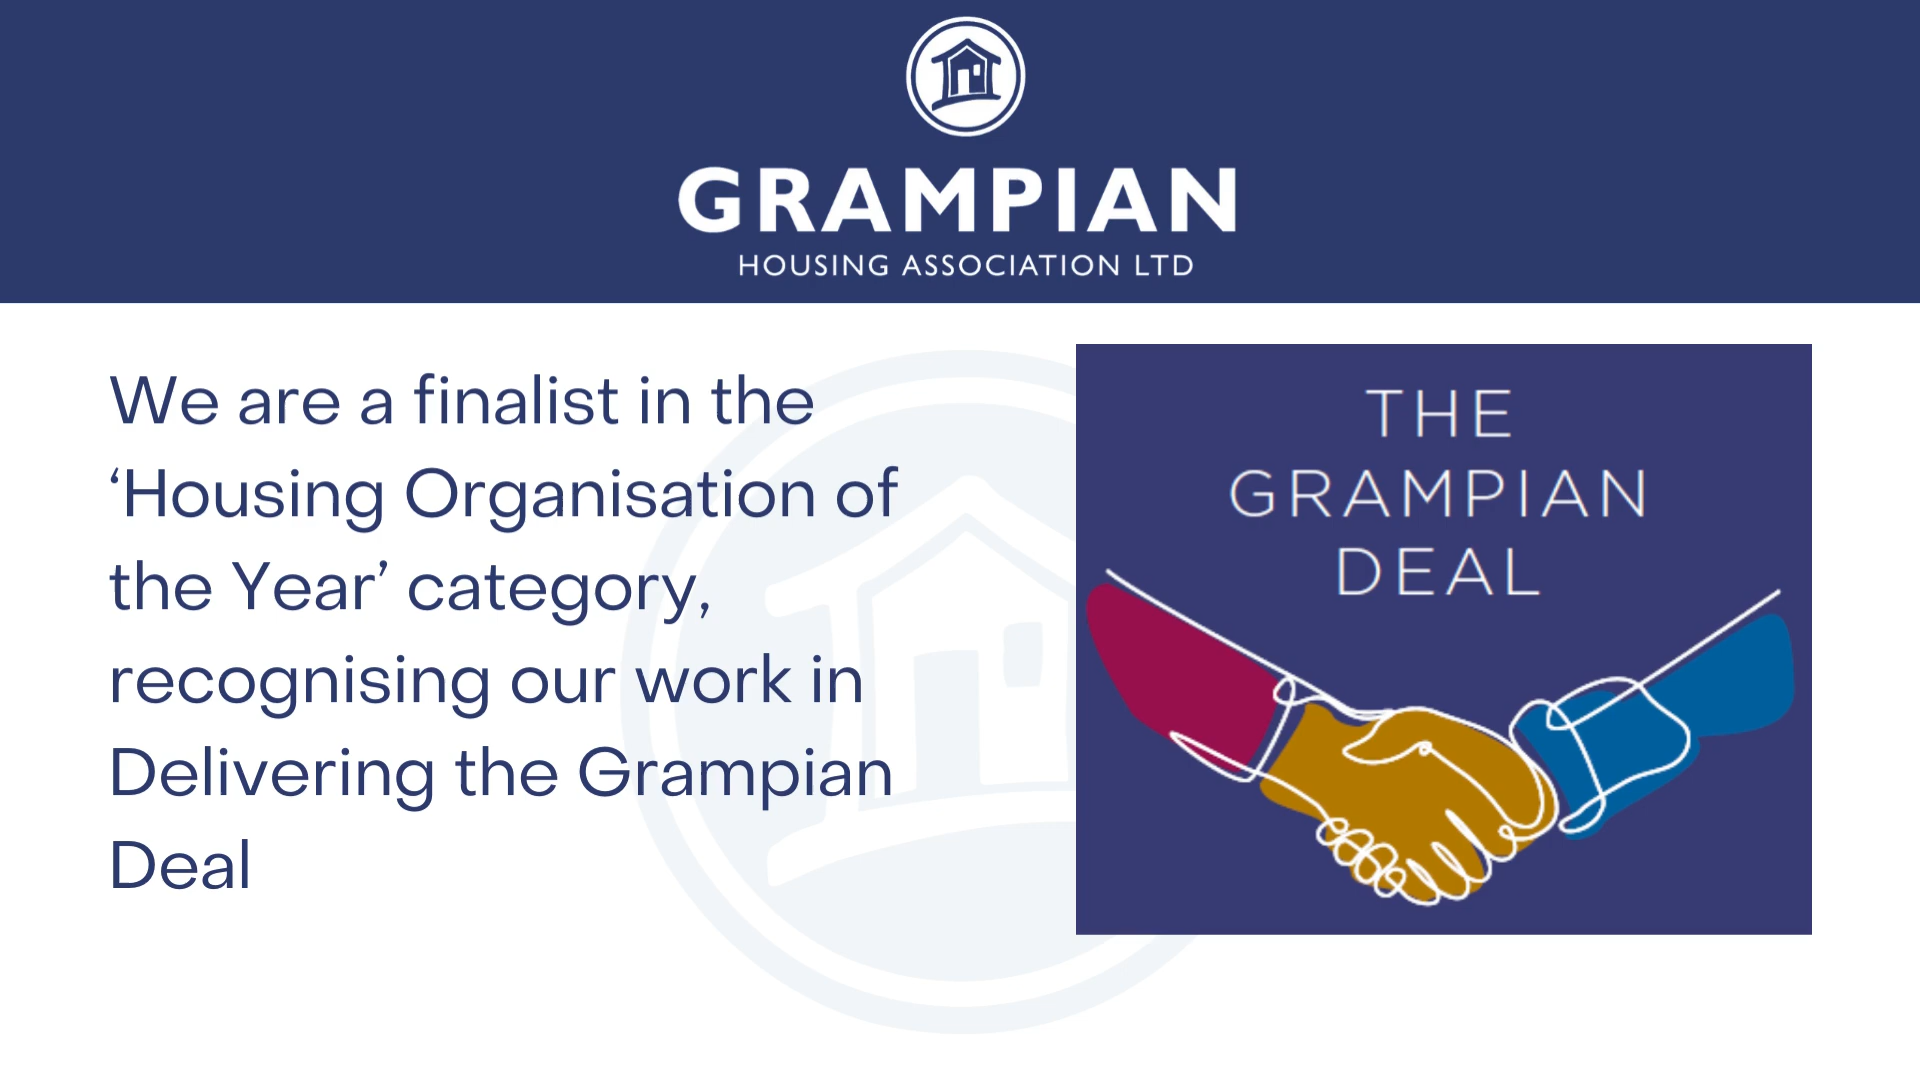 GRAMPIAN
HOUSING ASSOCIATION LTD
We are a finalist in the
‘Housing Organisation of
the Year’ category,
recognising our work in
Delivering the Grampian
Deal
THE
GRAMPIAN
DEAL